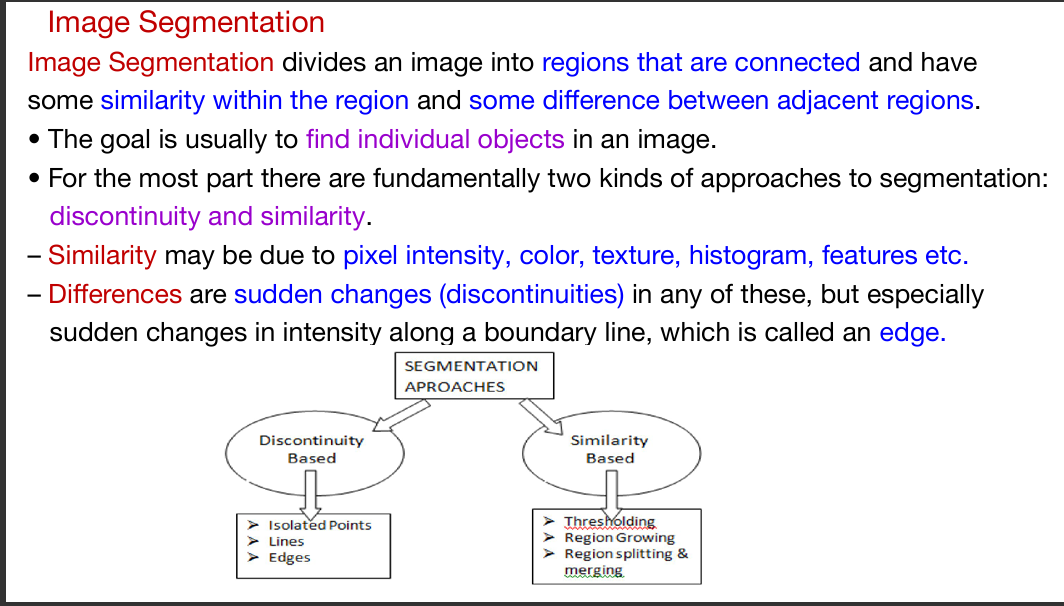 Image Segmentation
Image Segmentation divides an image into regions that are connected and have
some similarity within the region and some difference between adjacent regions.
• The goal is usually to find individual objects in an image.
• For the most part there are fundamentally two kinds of approaches to segmentation:
discontinuity and similarity.
– Similarity may be due to pixel intensity, color, texture, histogram, features etc.
– Differences are sudden changes (discontinuities) in any of these, but especially
sudden changes in intensity along a boundary line, which is called an edge.
SEGMENTATION
APROACHES
Discontinuity
Based
➢ Isolated Points
➢ Lines
➢ Edges
Similarity
Based
➢ Thresholding
➢ Region Growing
➢ Region splitting &
merging